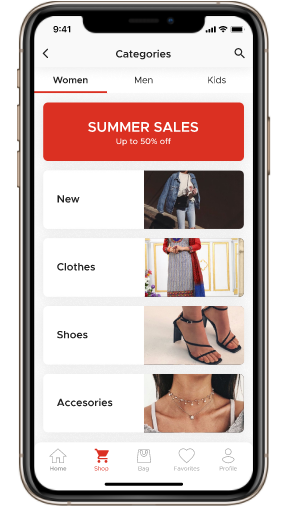 9:41
Categories
Women Men Kids
SUMMER SALES
Up to 50% off
New
Clothes
Shoes
Accesories
Home Shop Bag Favorites Profile